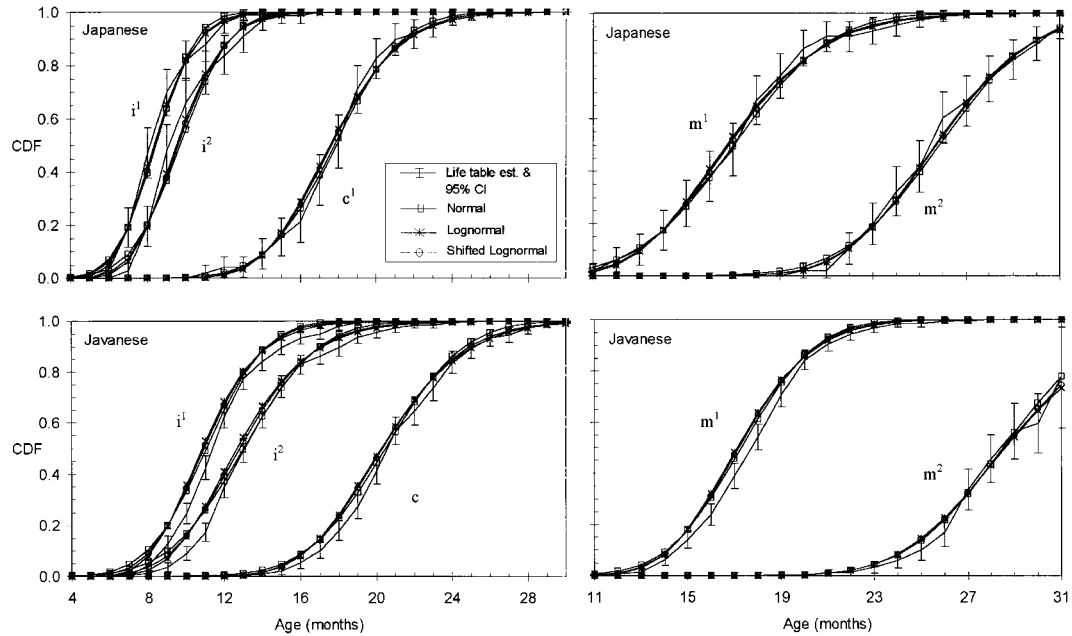 1.0
Japanese
0.8
i¹
0.6
CDF
i²
0.4
c¹
0.2
0.0
Life table est. &
95% CI
Normal
Lognormal
Shifted Lognormal
Japanese
m¹
m²
1.0
Javanese
0.8
i¹
0.6
CDF
i²
0.4
c
0.2
0.0
4 8 12 16 20 24 28
Age (months)
Javanese
m¹
m²
11 15 19 23 27 31
Age (months)